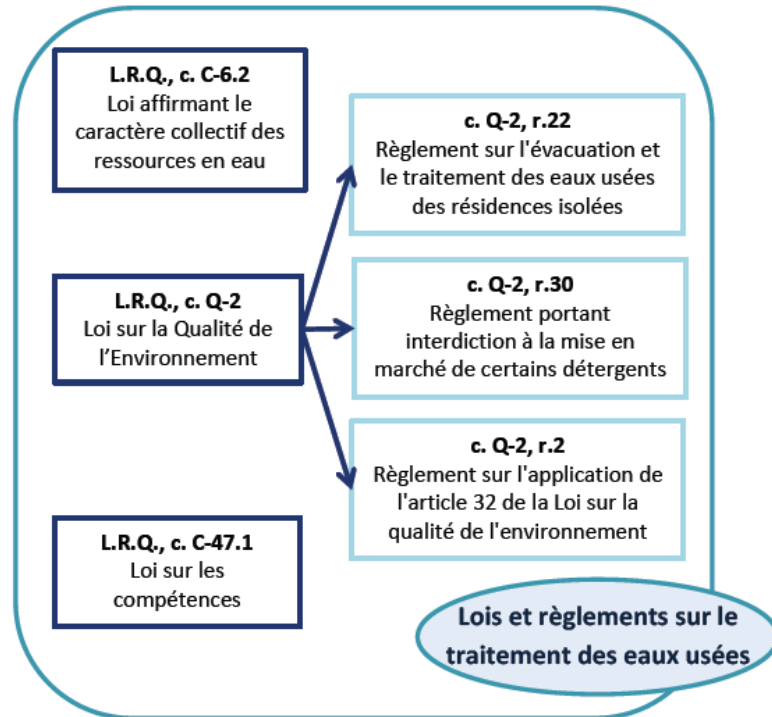 L.R.Q., c. C-6.2
Loi affirmant le
caractère collectif des
ressources en eau
L.R.Q., c. Q-2
Loi sur la Qualité de
l’Environnement
L.R.Q., c. C-47.1
Loi sur les
compétences
c. Q-2, r.22
Règlement sur l'évacuation et
le traitement des eaux usées
des résidences isolées
c. Q-2, r.30
Règlement portant
interdiction à la mise en
marché de certains détergents
c. Q-2, r.2
Règlement sur l'application de
l'article 32 de la Loi sur la
qualité de l'environnement
Lois et règlements sur le
traitement des eaux usées